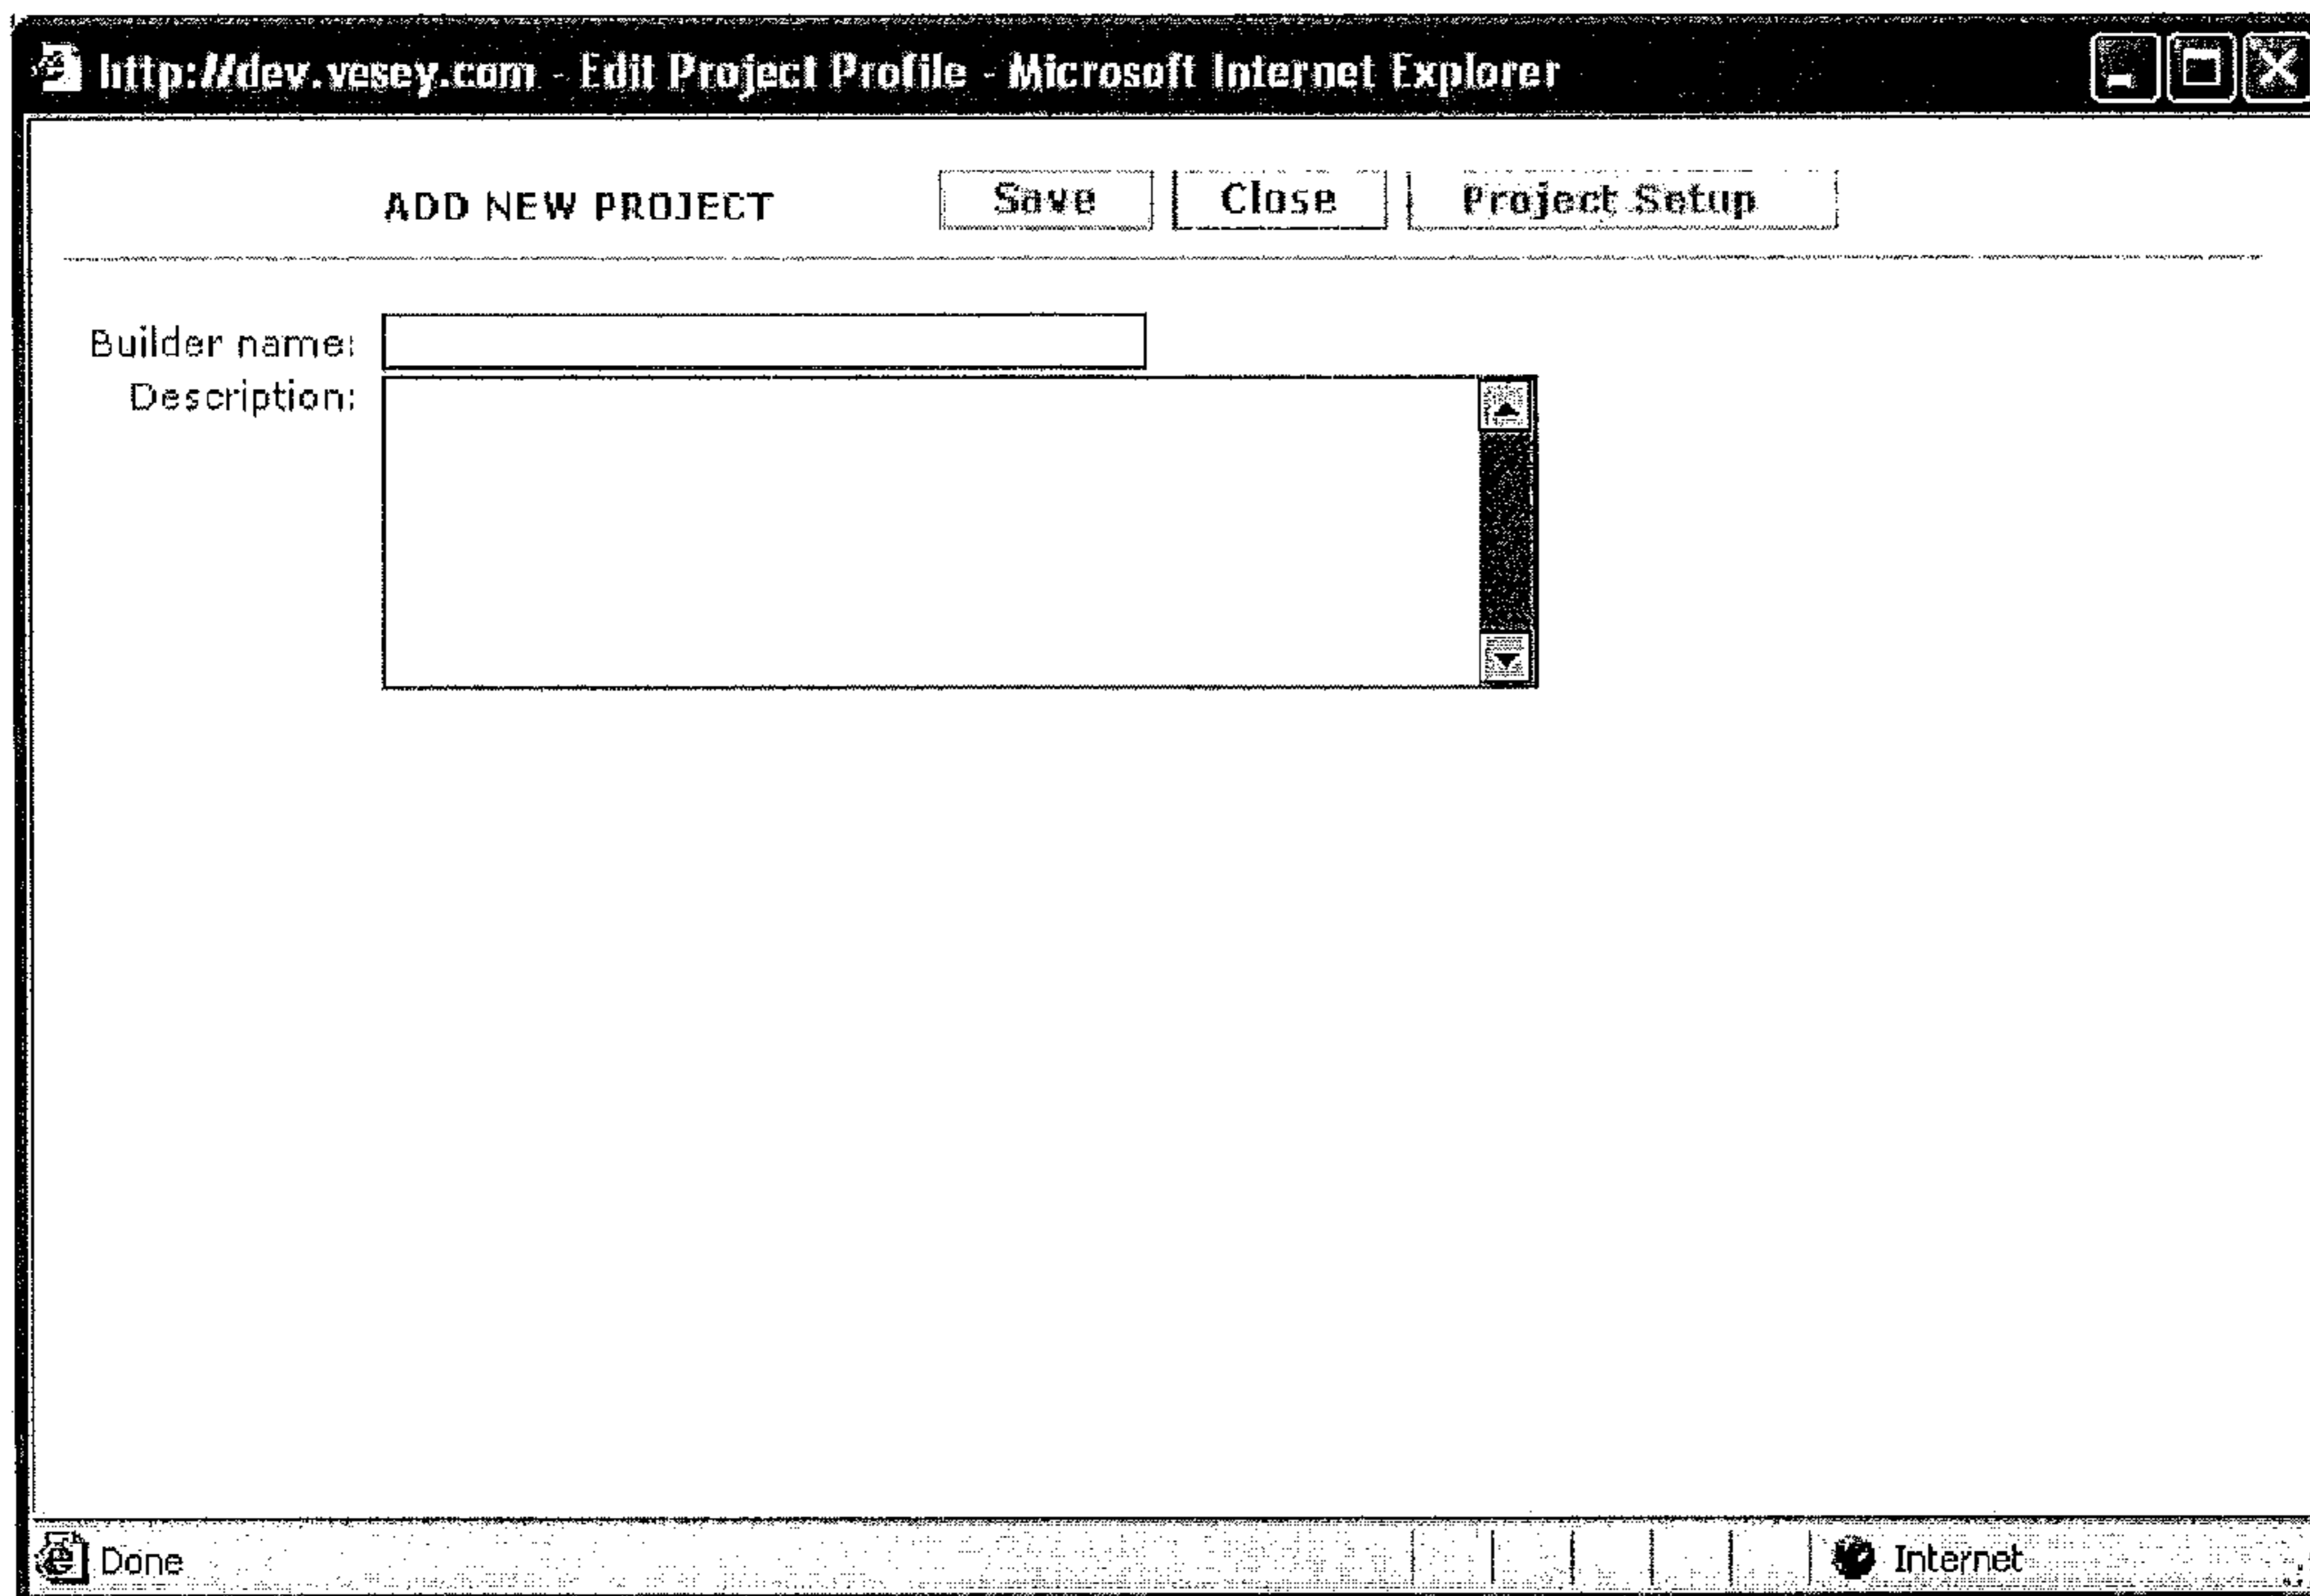 http://dev.vesey.com - Edit Project Profile - Microsoft Internet Explorer
ADD NEW PROJECT Save Close Project Setup
Builder name:
Description:
Done Internet